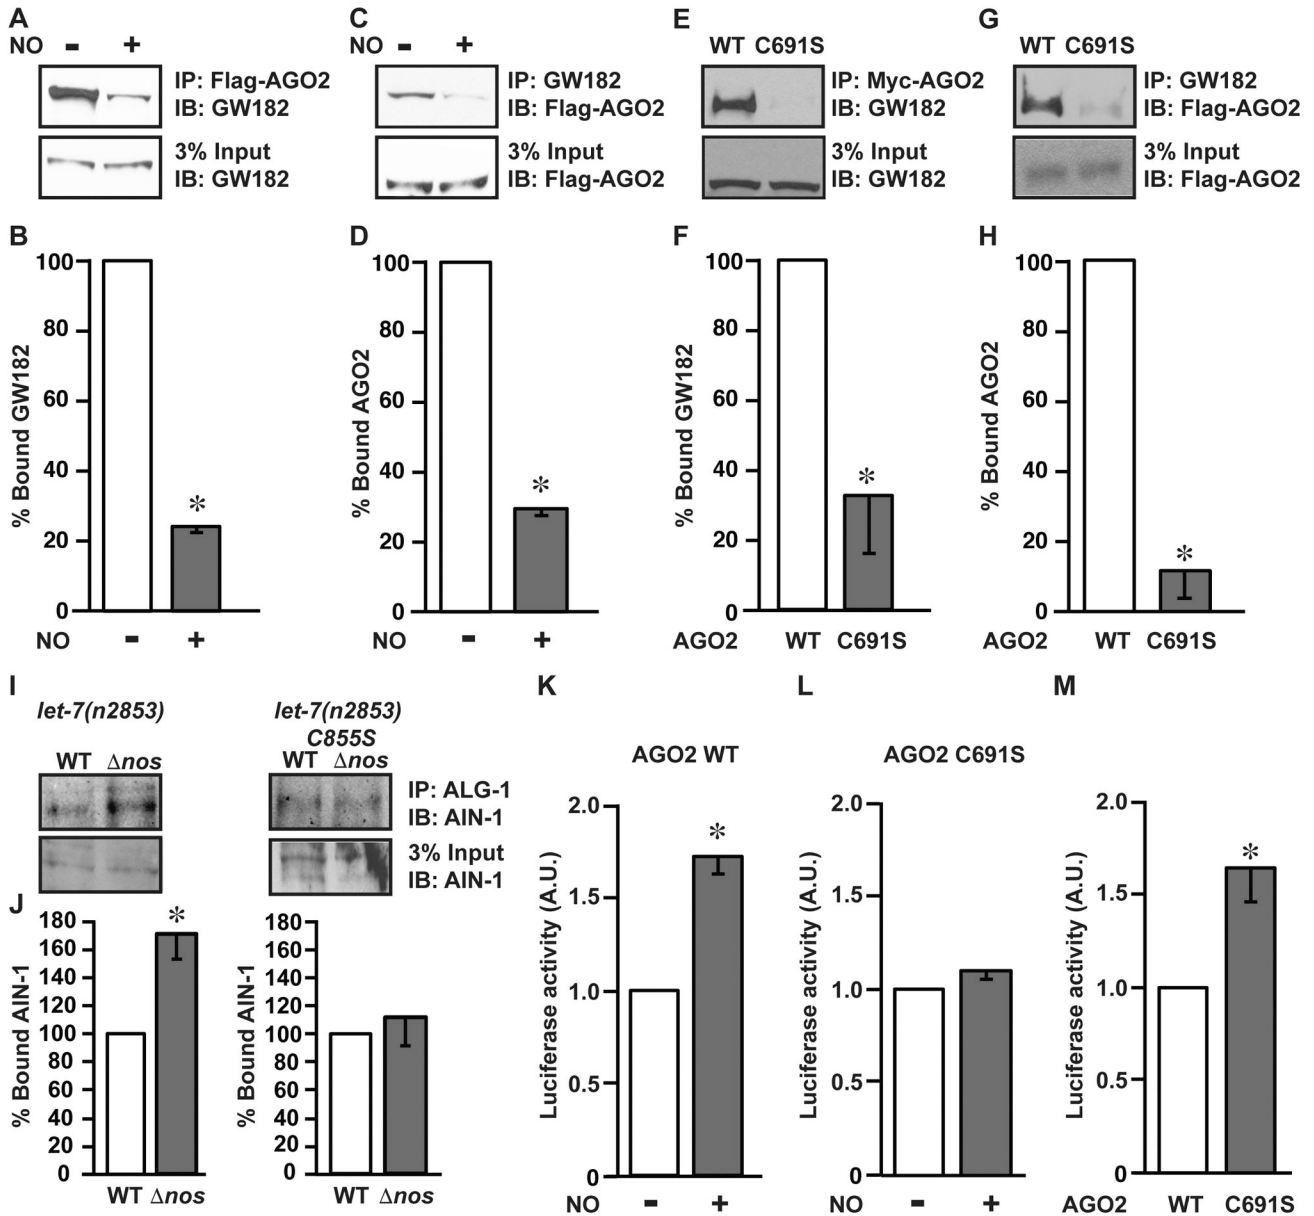 A
NO - +
IP: Flag-AGO2
IB: GW182
3% Input
IB: GW182
C
NO - +
IP: GW182
IB: Flag-AGO2
3% Input
IB: Flag-AGO2
E
WT C691S
IP: Myc-AGO2
IB: GW182
3% Input
IB: GW182
G
WT C691S
IP: GW182
IB: Flag-AGO2
3% Input
IB: Flag-AGO2
B
% Bound GW182
100
80
60
40
20
0
*
NO - +
D
% Bound AGO2
100
80
60
40
20
0
*
NO - +
F
% Bound GW182
100
80
60
40
20
0
*
AGO2 WT C691S
H
% Bound AGO2
100
80
60
40
20
0
*
AGO2 WT C691S
I
let-7(n2853)
WT Δnos
let-7(n2853)
C855S
WT Δnos
IP: ALG-1
IB: AIN-1
3% Input
IB: AIN-1
J
% Bound AIN-1
180
160
140
120
100
80
60
40
20
0
*
WT Δnos
% Bound AIN-1
180
160
140
120
100
80
60
40
20
0
WT Δnos
K
AGO2 WT
Luciferase activity (A.U.)
2.0
1.5
1.0
0.5
0
*
NO - +
L
AGO2 C691S
Luciferase activity (A.U.)
2.0
1.5
1.0
0.5
0
NO - +
M
Luciferase activity (A.U.)
2.0
1.5
1.0
0.5
0
*
AGO2 WT C691S